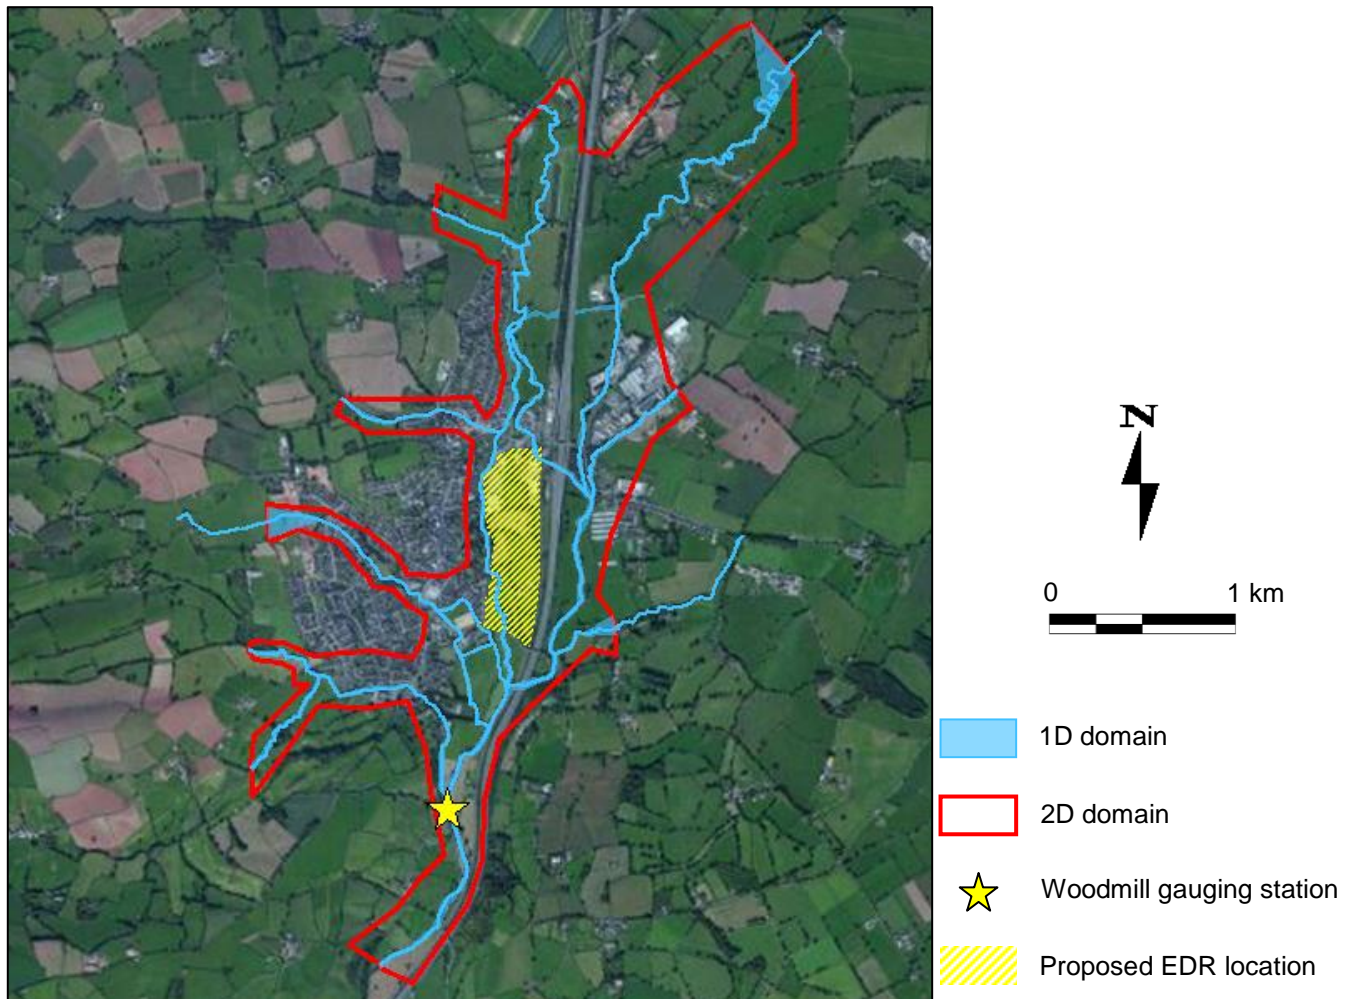 N
0 1 km
1D domain
2D domain
Woodmill gauging station
Proposed EDR location